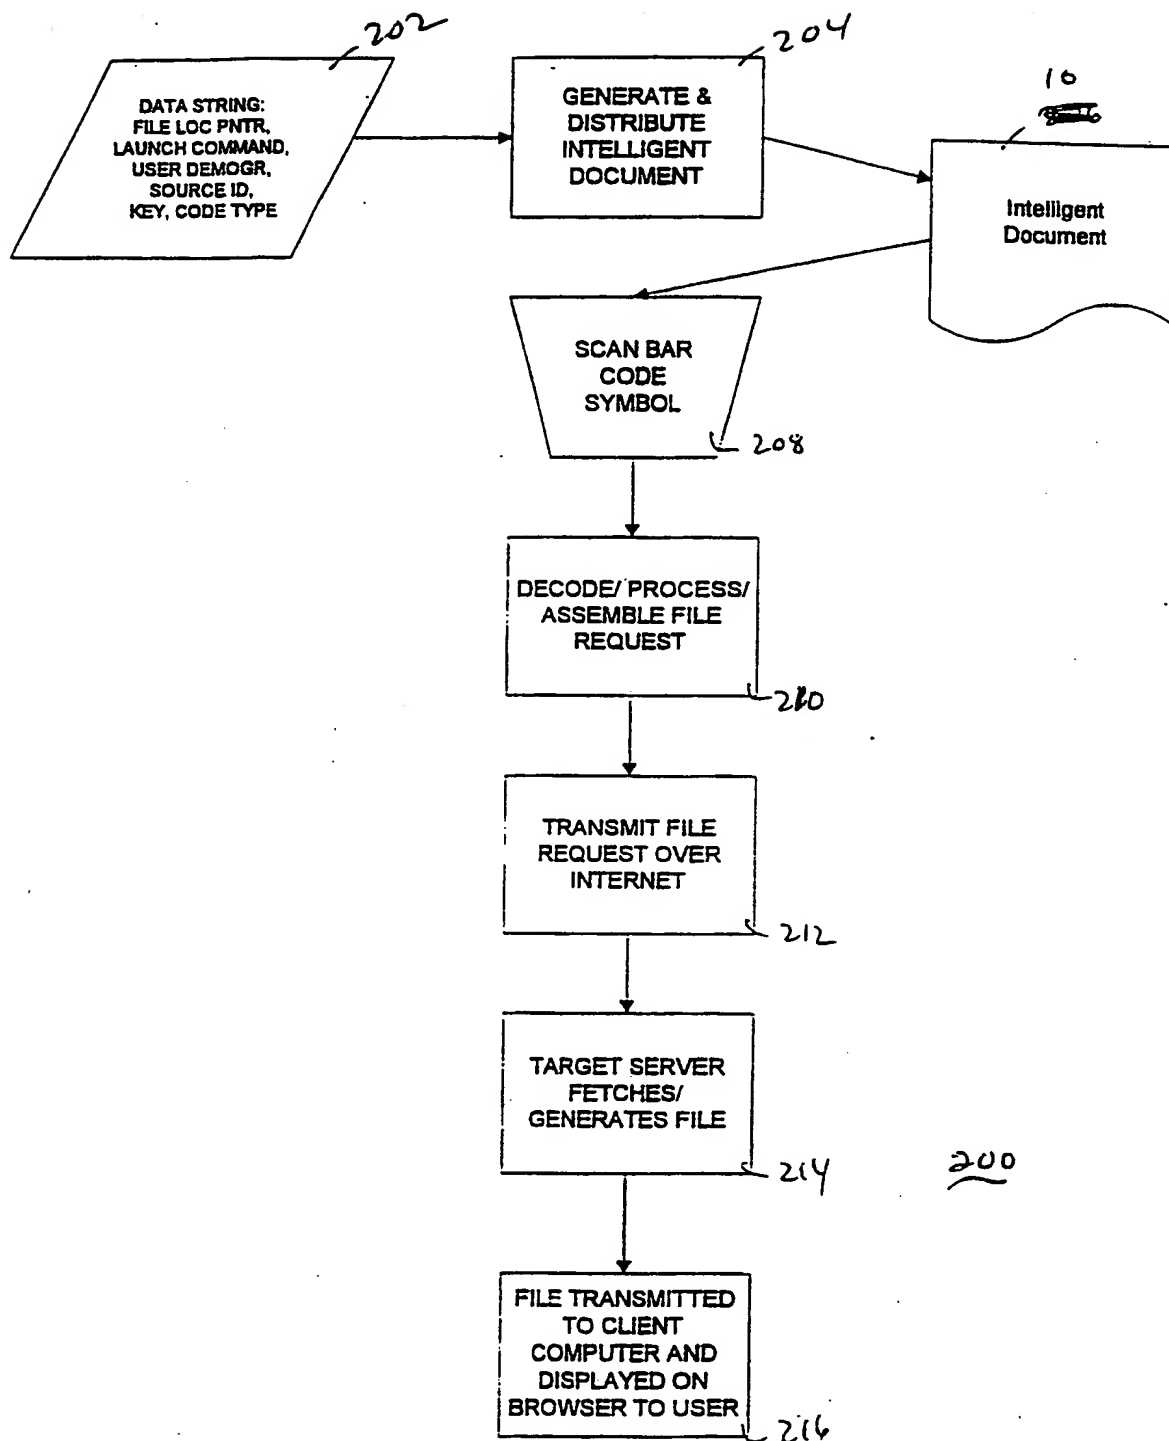 202
DATA STRING:
FILE LOC PNTR,
LAUNCH COMMAND,
USER DEMOGR,
SOURCE ID,
KEY, CODE TYPE
204
GENERATE &
DISTRIBUTE
INTELLIGENT
DOCUMENT
10
Intelligent
Document
SCAN BAR
CODE
SYMBOL
208
DECODE/ PROCESS/
ASSEMBLE FILE
REQUEST
210
TRANSMIT FILE
REQUEST OVER
INTERNET
212
TARGET SERVER
FETCHES/
GENERATES FILE
214
200
FILE TRANSMITTED
TO CLIENT
COMPUTER AND
DISPLAYED ON
BROWSER TO USER
216